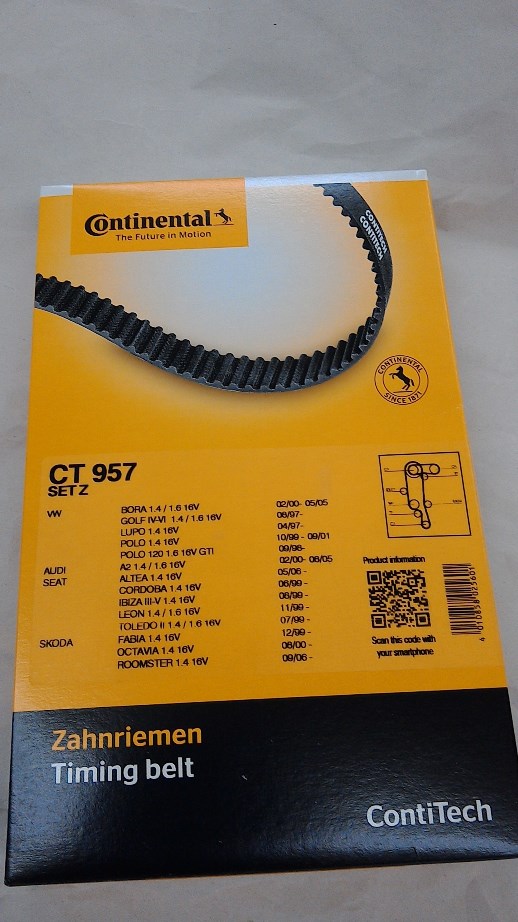 Continental
The Future in Motion
CONTITECH
CONTITECH
CONTINENTAL
SINCE 1871
CT 957
SET Z
VW BORA 1.4 / 1.6 16V 02/00- 05/05
GOLF IV-VI 1.4 / 1.6 16V 08/97-
LUPO 1.4 16V 04/97-
POLO 1.4 16V 10/99 - 09/01
POLO 120 1.6 16V GTI 09/98-
AUDI A2 1.4 / 1.6 16V 02/00- 08/05
SEAT ALTEA 1.4 16V 05/06 -
CORDOBA 1.4 16V 06/99 -
IBIZA III-V 1.4 16V 08/99 -
LEON 1.4 / 1.6 16V 11/99 -
TOLEDO II 1.4 / 1.6 16V 07/99 -
SKODA FABIA 1.4 16V 12/99 -
OCTAVIA 1.4 16V 08/00 -
ROOMSTER 1.4 16V 09/06 -
Product information
Scan this code with
your smartphone
Zahnriemen
Timing belt
ContiTech